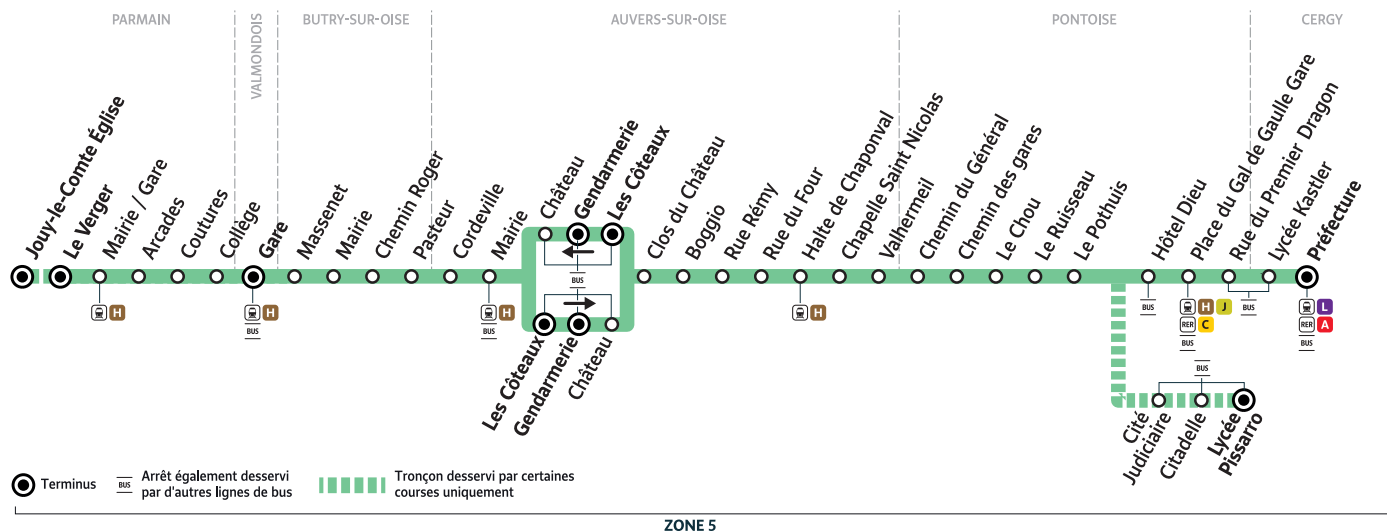 PARMAIN
VALMONDOIS
BUTRY-SUR-OISE
AUVERS-SUR-OISE
PONTOISE
CERGY
Jouy-le-Comte Église
Le Verger
Mairie / Gare
Arcades
Coutures
Collège
Gare
Massenet
Mairie
Chemin Roger
Pasteur
Cordeville
Mairie
Château
Gendarmerie
Les Côteaux
BUS
Les Côteaux
Gendarmerie
Château
Clos du Château
Boggio
Rue Rémy
Rue du Four
Halte de Chaponval
Chapelle Saint Nicolas
Valhermeil
Chemin du Général
Chemin des gares
Le Chou
Le Ruisseau
Le Pothuis
Hôtel Dieu
Place du Gal de Gaulle Gare
Rue du Premier Dragon
Lycée Kastler
Préfecture
H
H
BUS
H
BUS
H
BUS
H J
RER C
BUS
BUS
L
RER A
BUS
BUS
Cité
Judiciaire
Citadelle
Lycée
Pissarro
Terminus
BUS
Arrêt également desservi
par d'autres lignes de bus
Tronçon desservi par certaines
courses uniquement
ZONE 5